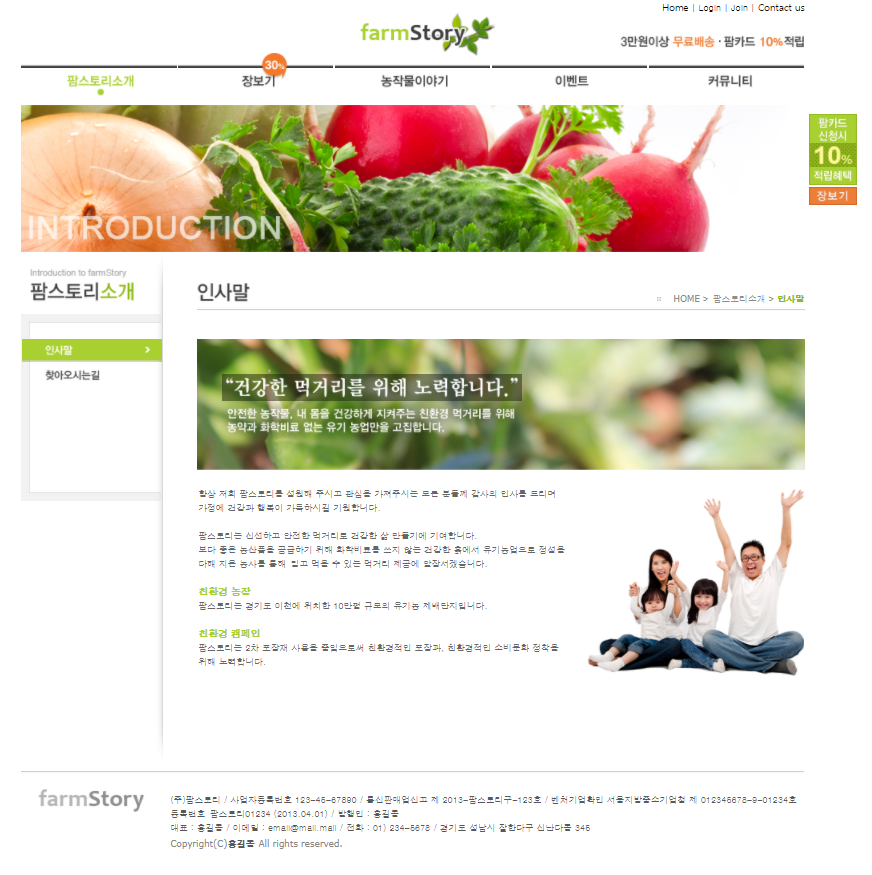 Home | Login | Join | Contact us
farmStory
3만원이상 무료배송 · 팜카드 10%적립
30%
팜스토리소개 장보기 농작물이야기 이벤트 커뮤니티
팜카드
신청시
10%
적립혜택
장보기
INTRODUCTION
Introduction to farmStory
팜스토리소개
인사말
찾아오시는길
인사말
HOME > 팜스토리소개 > 인사말
“건강한 먹거리를 위해 노력합니다.”
안전한 농작물, 내 몸을 건강하게 지켜주는 친환경 먹거리를 위해
농약과 화학비료 없는 유기 농업만을 고집합니다.
항상 저희 팜스토리를 성원해 주시고 관심을 가져주시는 모든 분들께 감사의 인사를 드리며
가정에 건강과 행복이 가득하시길 기원합니다.
팜스토리는 신선하고 안전한 먹거리로 건강한 삶 만들기에 기여합니다.
보다 좋은 농산품을 공급하기 위해 화학비료를 쓰지 않는 건강한 흙에서 유기농업으로 정성을
다해 지은 농사를 통해 믿고 먹을 수 있는 먹거리 제공에 앞장서겠습니다.
친환경 농장
팜스토리는 경기도 이천에 위치한 10만평 규모의 유기농 재배단지입니다.
친환경 캠페인
팜스토리는 2차 포장재 사용을 줄임으로써 친환경적인 포장과, 친환경적인 소비문화 정착을
위해 노력합니다.
farmStory
(주)팜스토리 / 사업자등록번호 123-45-67890 / 통신판매업신고 제 2013-팜스토리구-123호 / 벤처기업확인 서울지방중소기업청 제 012345678-9-01234호
등록번호 팜스토리01234 (2013.04.01) / 발행인 : 홍길동
대표 : 홍길동 / 이메일 : email@mail.mail / 전화 : 01) 234-5678 / 경기도 성남시 잘한다구 신난다동 345
Copyright(C)홍길동 All rights reserved.